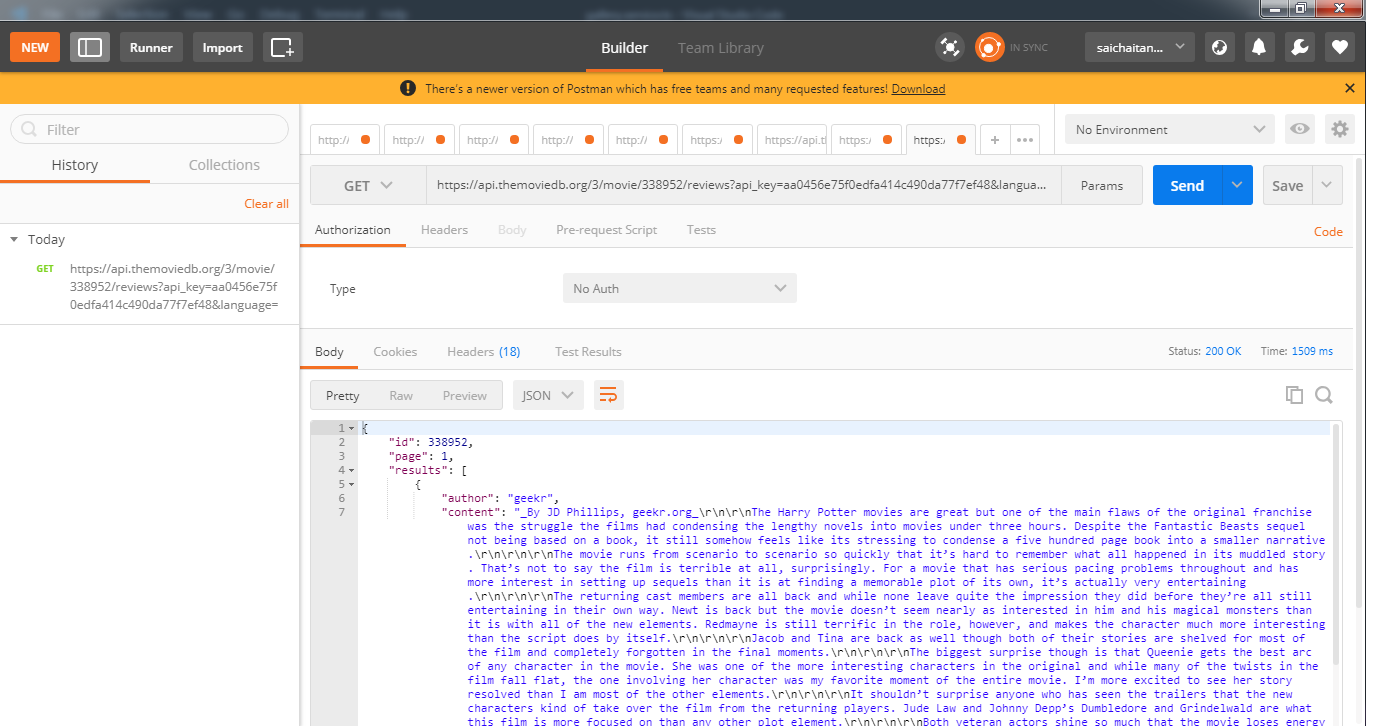 NEW
Runner
Import
Builder
Team Library
IN SYNC
saichaitan...
There's a newer version of Postman which has free teams and many requested features! Download
Filter
History
Collections
Clear all
Today
GET
https://api.themoviedb.org/3/movie/
338952/reviews?api_key=aa0456e75f
0edfa414c490da77f7ef48&language=
http://
http://
http://
http://
http://
https:/
https://api.tl
https:/
https:/
No Environment
GET
https://api.themoviedb.org/3/movie/338952/reviews?api_key=aa0456e75f0edfa414c490da77f7ef48&langua...
Params
Send
Save
Authorization
Headers
Body
Pre-request Script
Tests
Code
Type
No Auth
Body
Cookies
Headers (18)
Test Results
Status: 200 OK
Time: 1509 ms
Pretty
Raw
Preview
JSON
1 {
2 "id": 338952,
3 "page": 1,
4 "results": [
5 {
6 "author": "geekr",
7 "content": "_By JD Phillips, geekr.org_\r\n\r\nThe Harry Potter movies are great but one of the main flaws of the original franchise
was the struggle the films had condensing the lengthy novels into movies under three hours. Despite the Fantastic Beasts sequel
not being based on a book, it still somehow feels like its stressing to condense a five hundred page book into a smaller narrative
.\r\n\r\n\r\nThe movie runs from scenario to scenario so quickly that it’s hard to remember what all happened in its muddled story
. That’s not to say the film is terrible at all, surprisingly. For a movie that has serious pacing problems throughout and has
more interest in setting up sequels than it is at finding a memorable plot of its own, it’s actually very entertaining
.\r\n\r\n\r\nThe returning cast members are all back and while none leave quite the impression they did before they’re all still
entertaining in their own way. Newt is back but the movie doesn’t seem nearly as interested in him and his magical monsters than
it is with all of the new elements. Redmayne is still terrific in the role, however, and makes the character much more interesting
than the script does by itself.\r\n\r\n\r\nJacob and Tina are back as well though both of their stories are shelved for most of
the film and completely forgotten in the final moments.\r\n\r\n\r\nThe biggest surprise though is that Queenie gets the best arc
of any character in the movie. She was one of the more interesting characters in the original and while many of the twists in the
film fall flat, the one involving her character was my favorite moment of the entire movie. I’m more excited to see her story
resolved than I am most of the other elements.\r\n\r\n\r\nIt shouldn’t surprise anyone who has seen the trailers that the new
characters kind of take over the film from the returning players. Jude Law and Johnny Depp’s Dumbledore and Grindelwald are what
this film is more focused on than any other plot element.\r\n\r\n\r\nBoth veteran actors shine so much that the movie loses energy